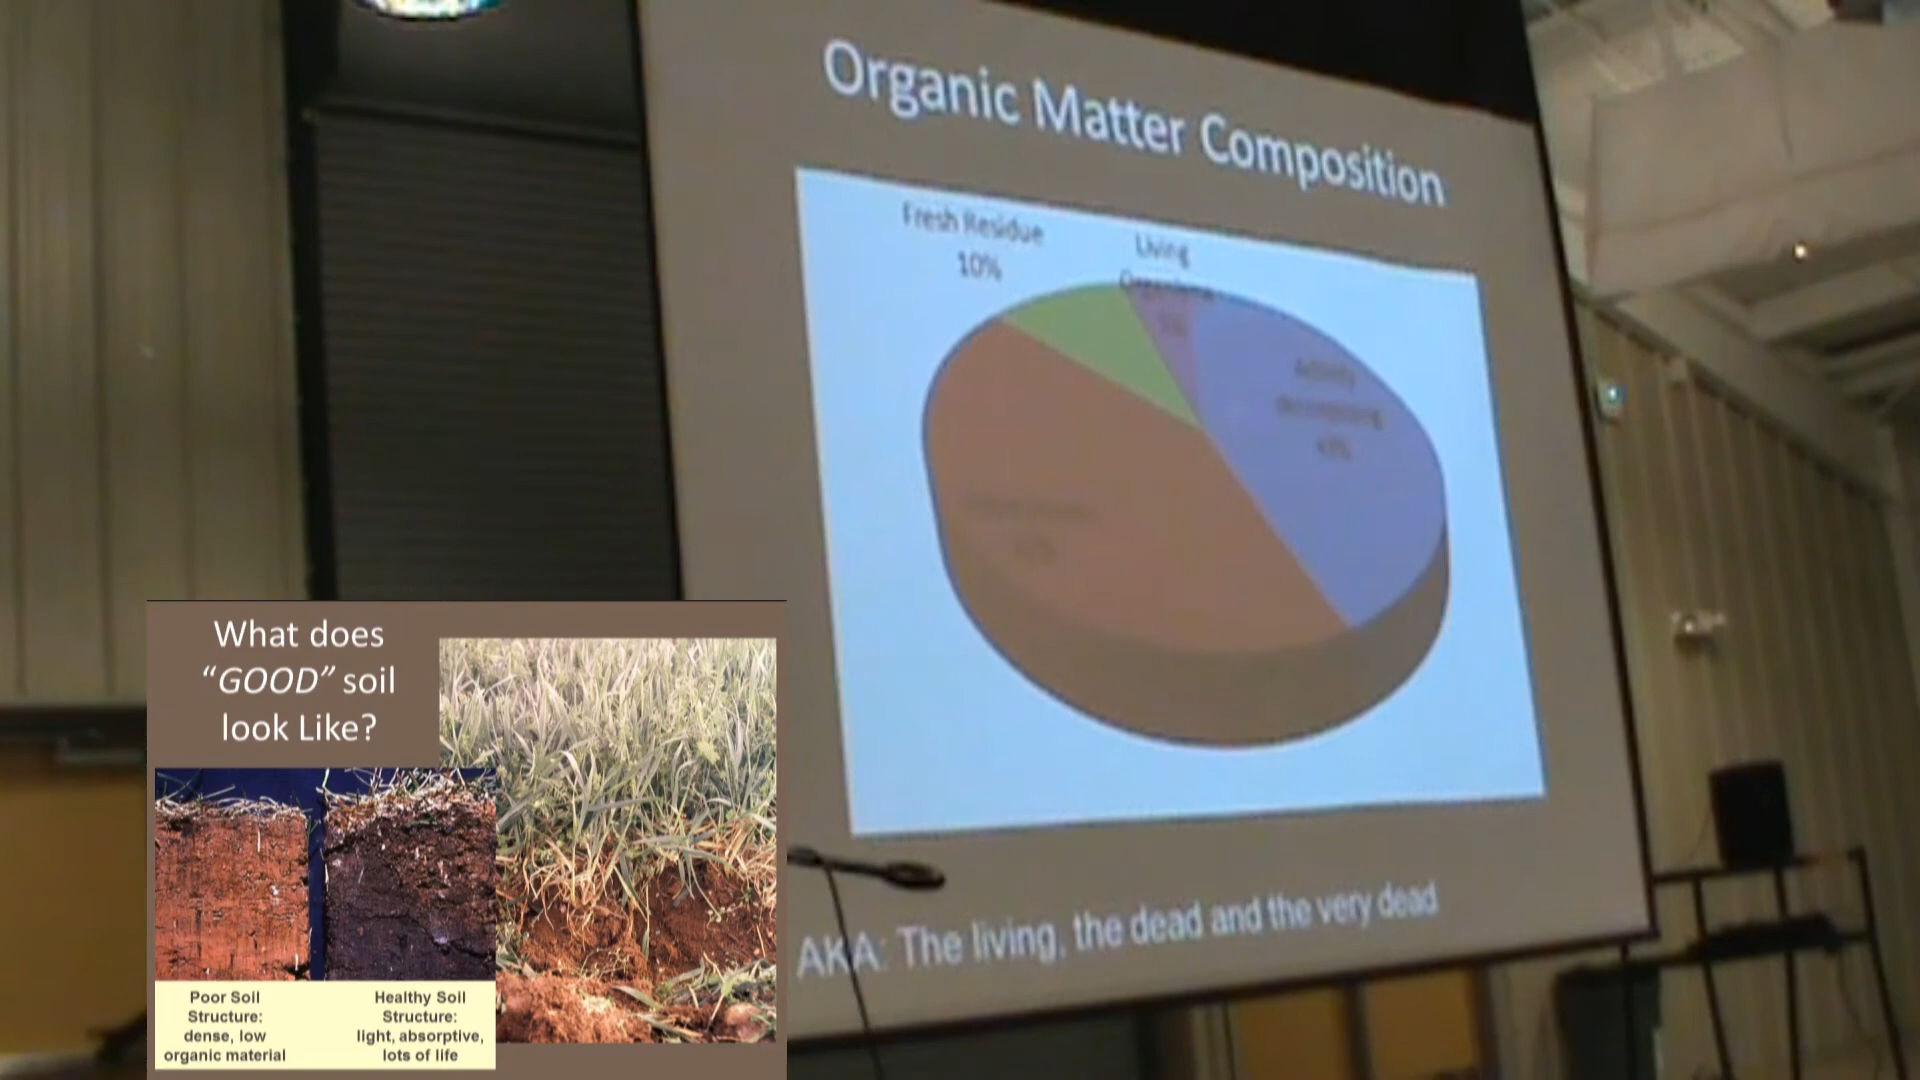 Organic Matter Composition
Fresh Residue
10%
Living
AKA: The living, the dead and the very dead
What does
“GOOD” soil
look Like?
Poor Soil
Structure:
dense, low
organic material
Healthy Soil
Structure:
light, absorptive,
lots of life